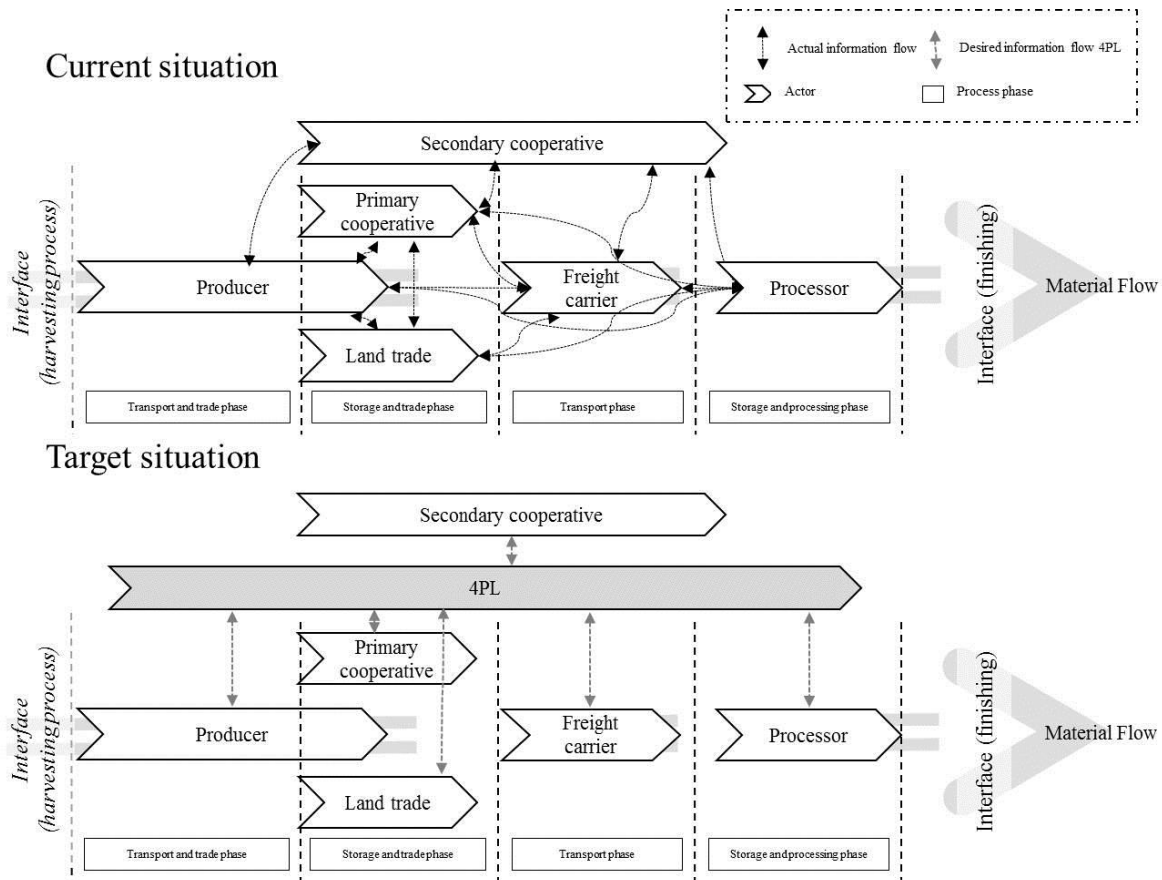 Actual information flow
Desired information flow 4PL
Actor
Process phase
Current situation
Secondary cooperative
Primary
cooperative
Producer
Freight
carrier
Processor
Land trade
Interface
(harvesting process)
Interface (finishing)
Material Flow
Transport and trade phase
Storage and trade phase
Transport phase
Storage and processing phase
Target situation
Secondary cooperative
4PL
Primary
cooperative
Producer
Freight
carrier
Processor
Land trade
Interface
(harvesting process)
Interface (finishing)
Material Flow
Transport and trade phase
Storage and trade phase
Transport phase
Storage and processing phase